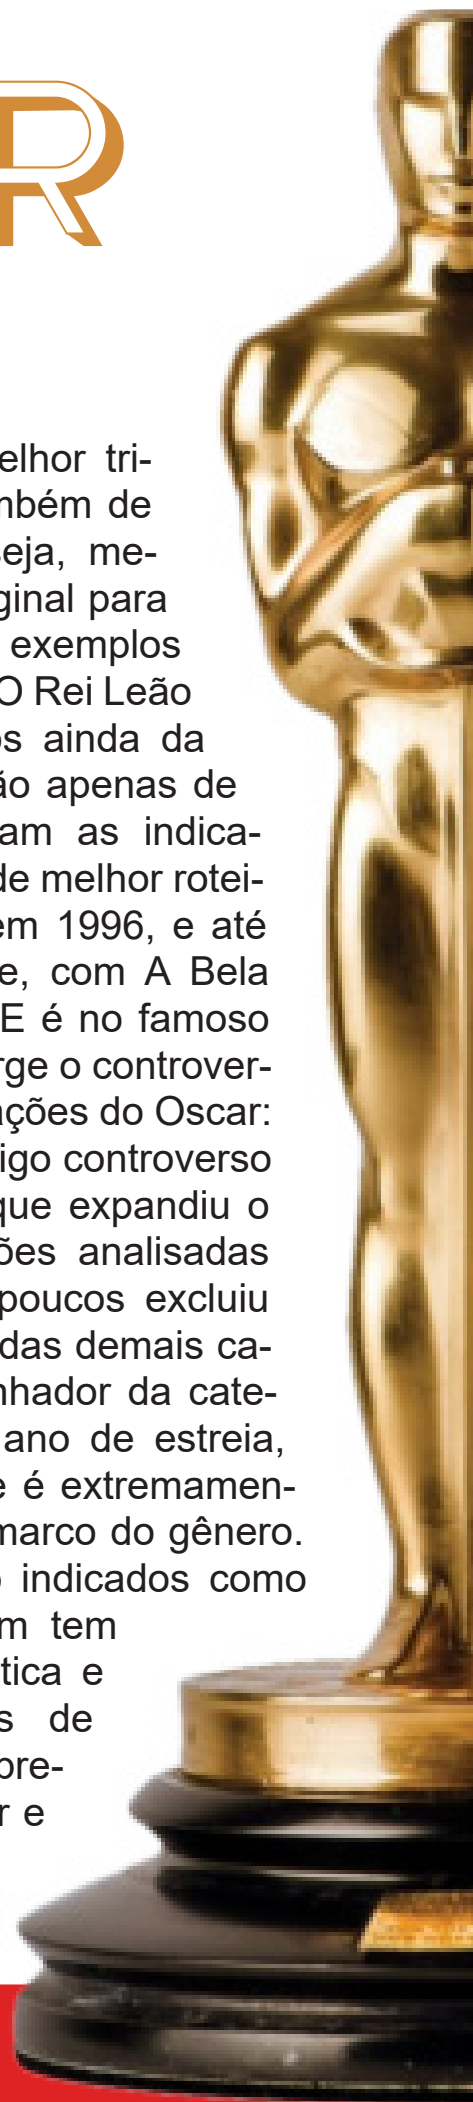 R
elhor tri-
mbém de
seja, me-
ginal para
exemplos
O Rei Leão
os ainda da
ão apenas de
am as indica-
de melhor rotei-
em 1996, e até
e, com A Bela
E é no famoso
rge o controver-
ações do Oscar:
igo controverso
que expandiu o
ões analisadas
poucos excluiu
das demais ca-
nhador da cate-
ano de estreia,
e é extremamen-
marco do gênero.
o indicados como
m tem
tica e
s de
pre-
r e